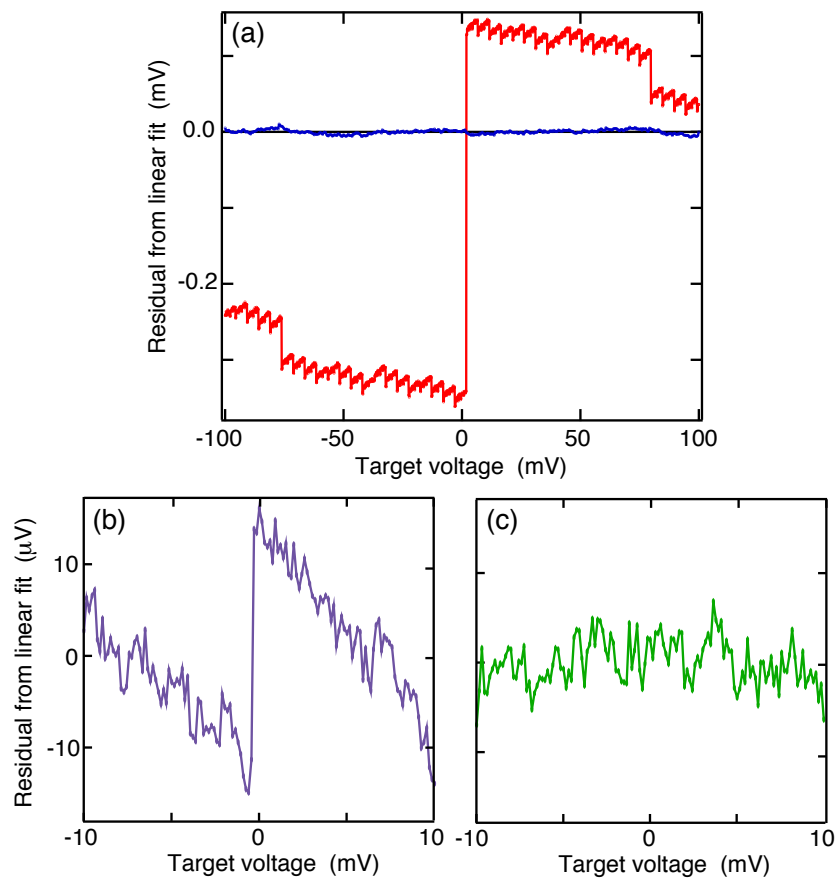 (a)
Residual from linear fit (mV)
0.0
-0.2
-100
-50
0
50
100
Target voltage (mV)
(b)
Residual from linear fit (μV)
10
0
-10
-10
0
10
Target voltage (mV)
(c)
-10
0
10
Target voltage (mV)